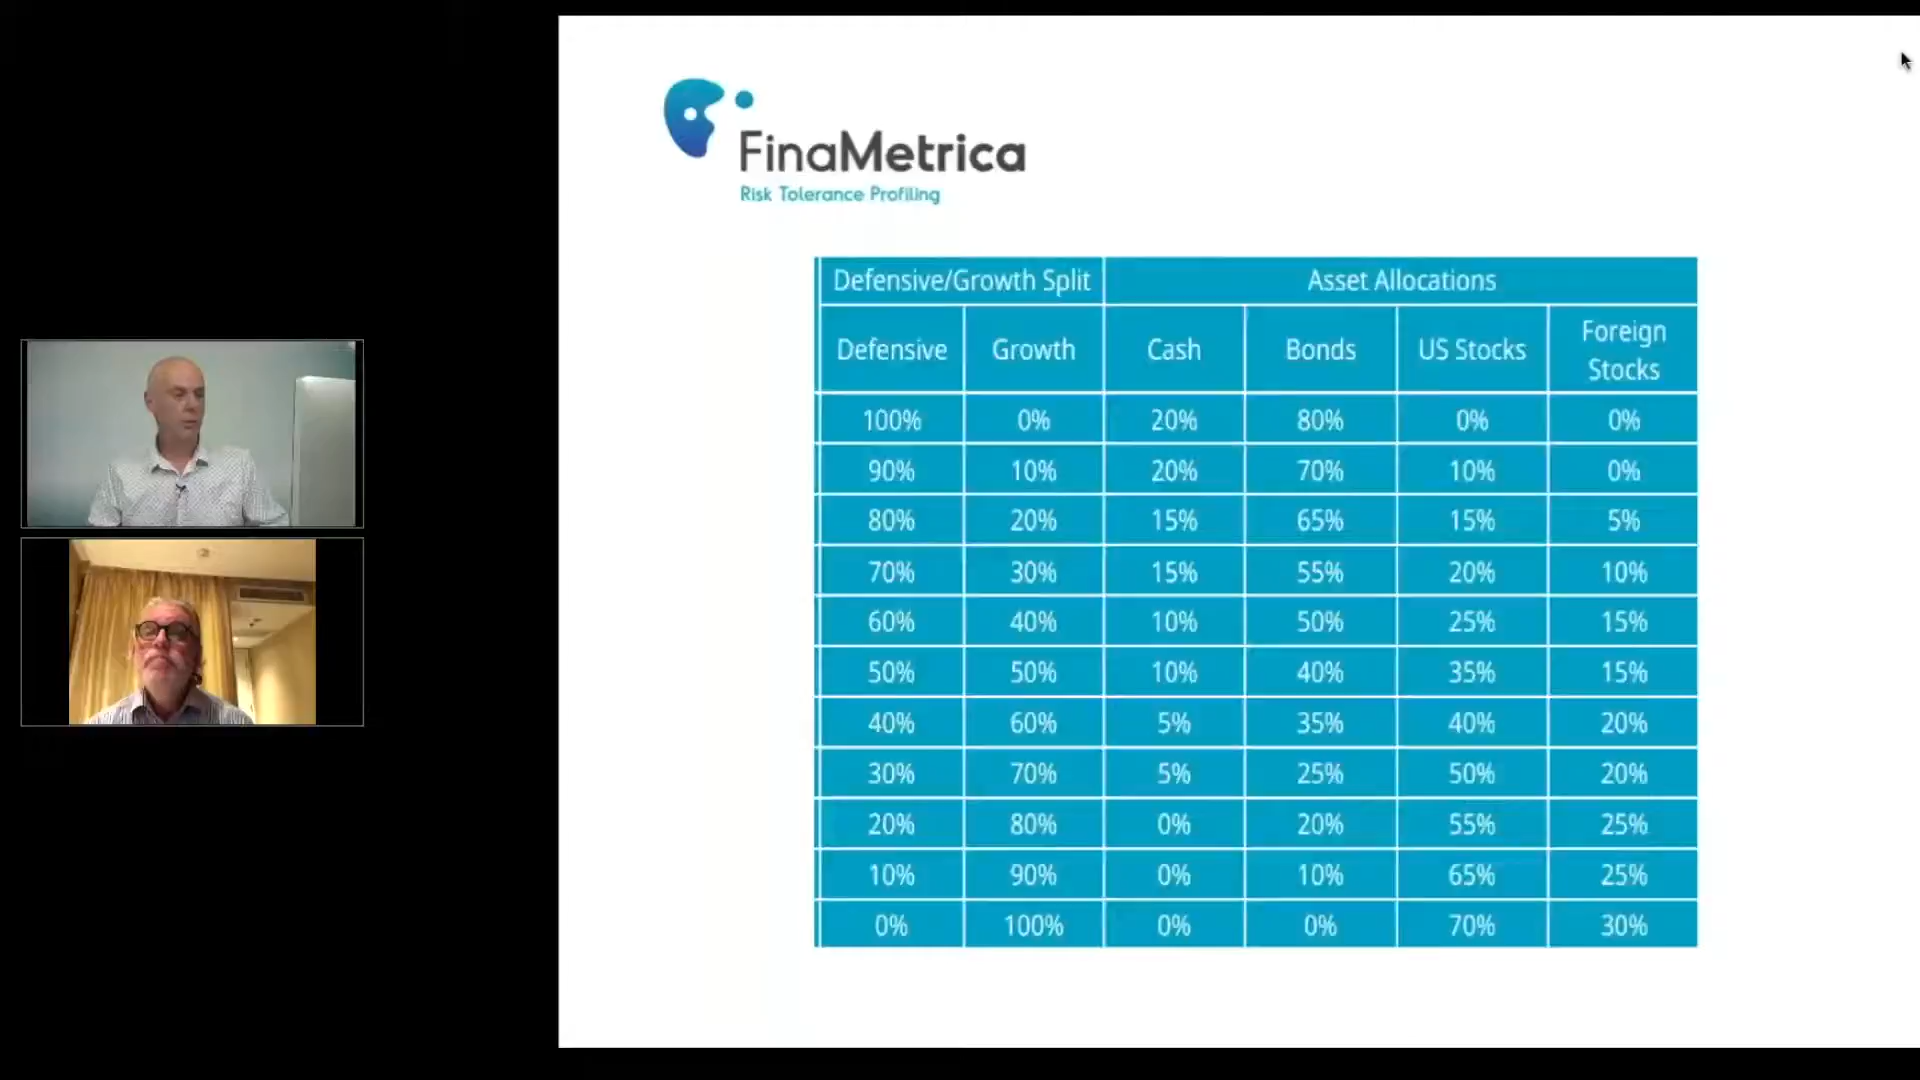 FinaMetrica
Risk Tolerance Profiling
Defensive/Growth Split Asset Allocations
Defensive Growth Cash Bonds US Stocks Foreign Stocks
100% 0% 20% 80% 0% 0%
90% 10% 20% 70% 10% 0%
80% 20% 15% 65% 15% 5%
70% 30% 15% 55% 20% 10%
60% 40% 10% 50% 25% 15%
50% 50% 10% 40% 35% 15%
40% 60% 5% 35% 40% 20%
30% 70% 5% 25% 50% 20%
20% 80% 0% 20% 55% 25%
10% 90% 0% 10% 65% 25%
0% 100% 0% 0% 70% 30%